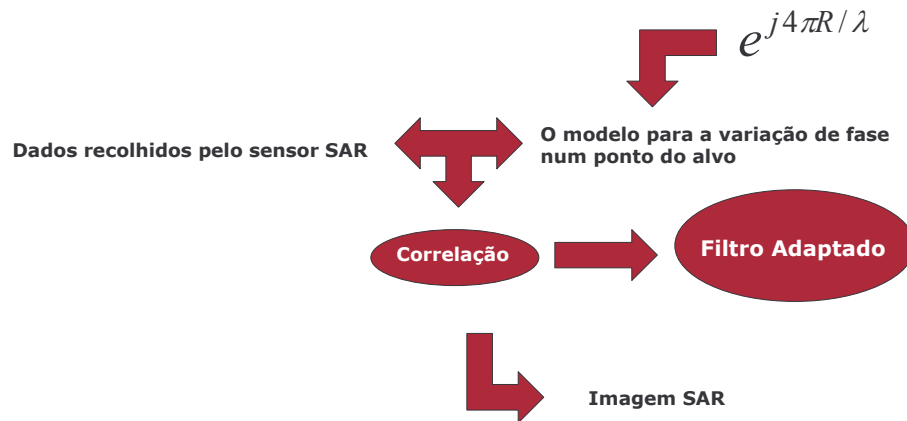 e^{j4πR/λ}
Dados recolhidos pelo sensor SAR
O modelo para a variação de fase
num ponto do alvo
Correlação
Filtro Adaptado
Imagem SAR